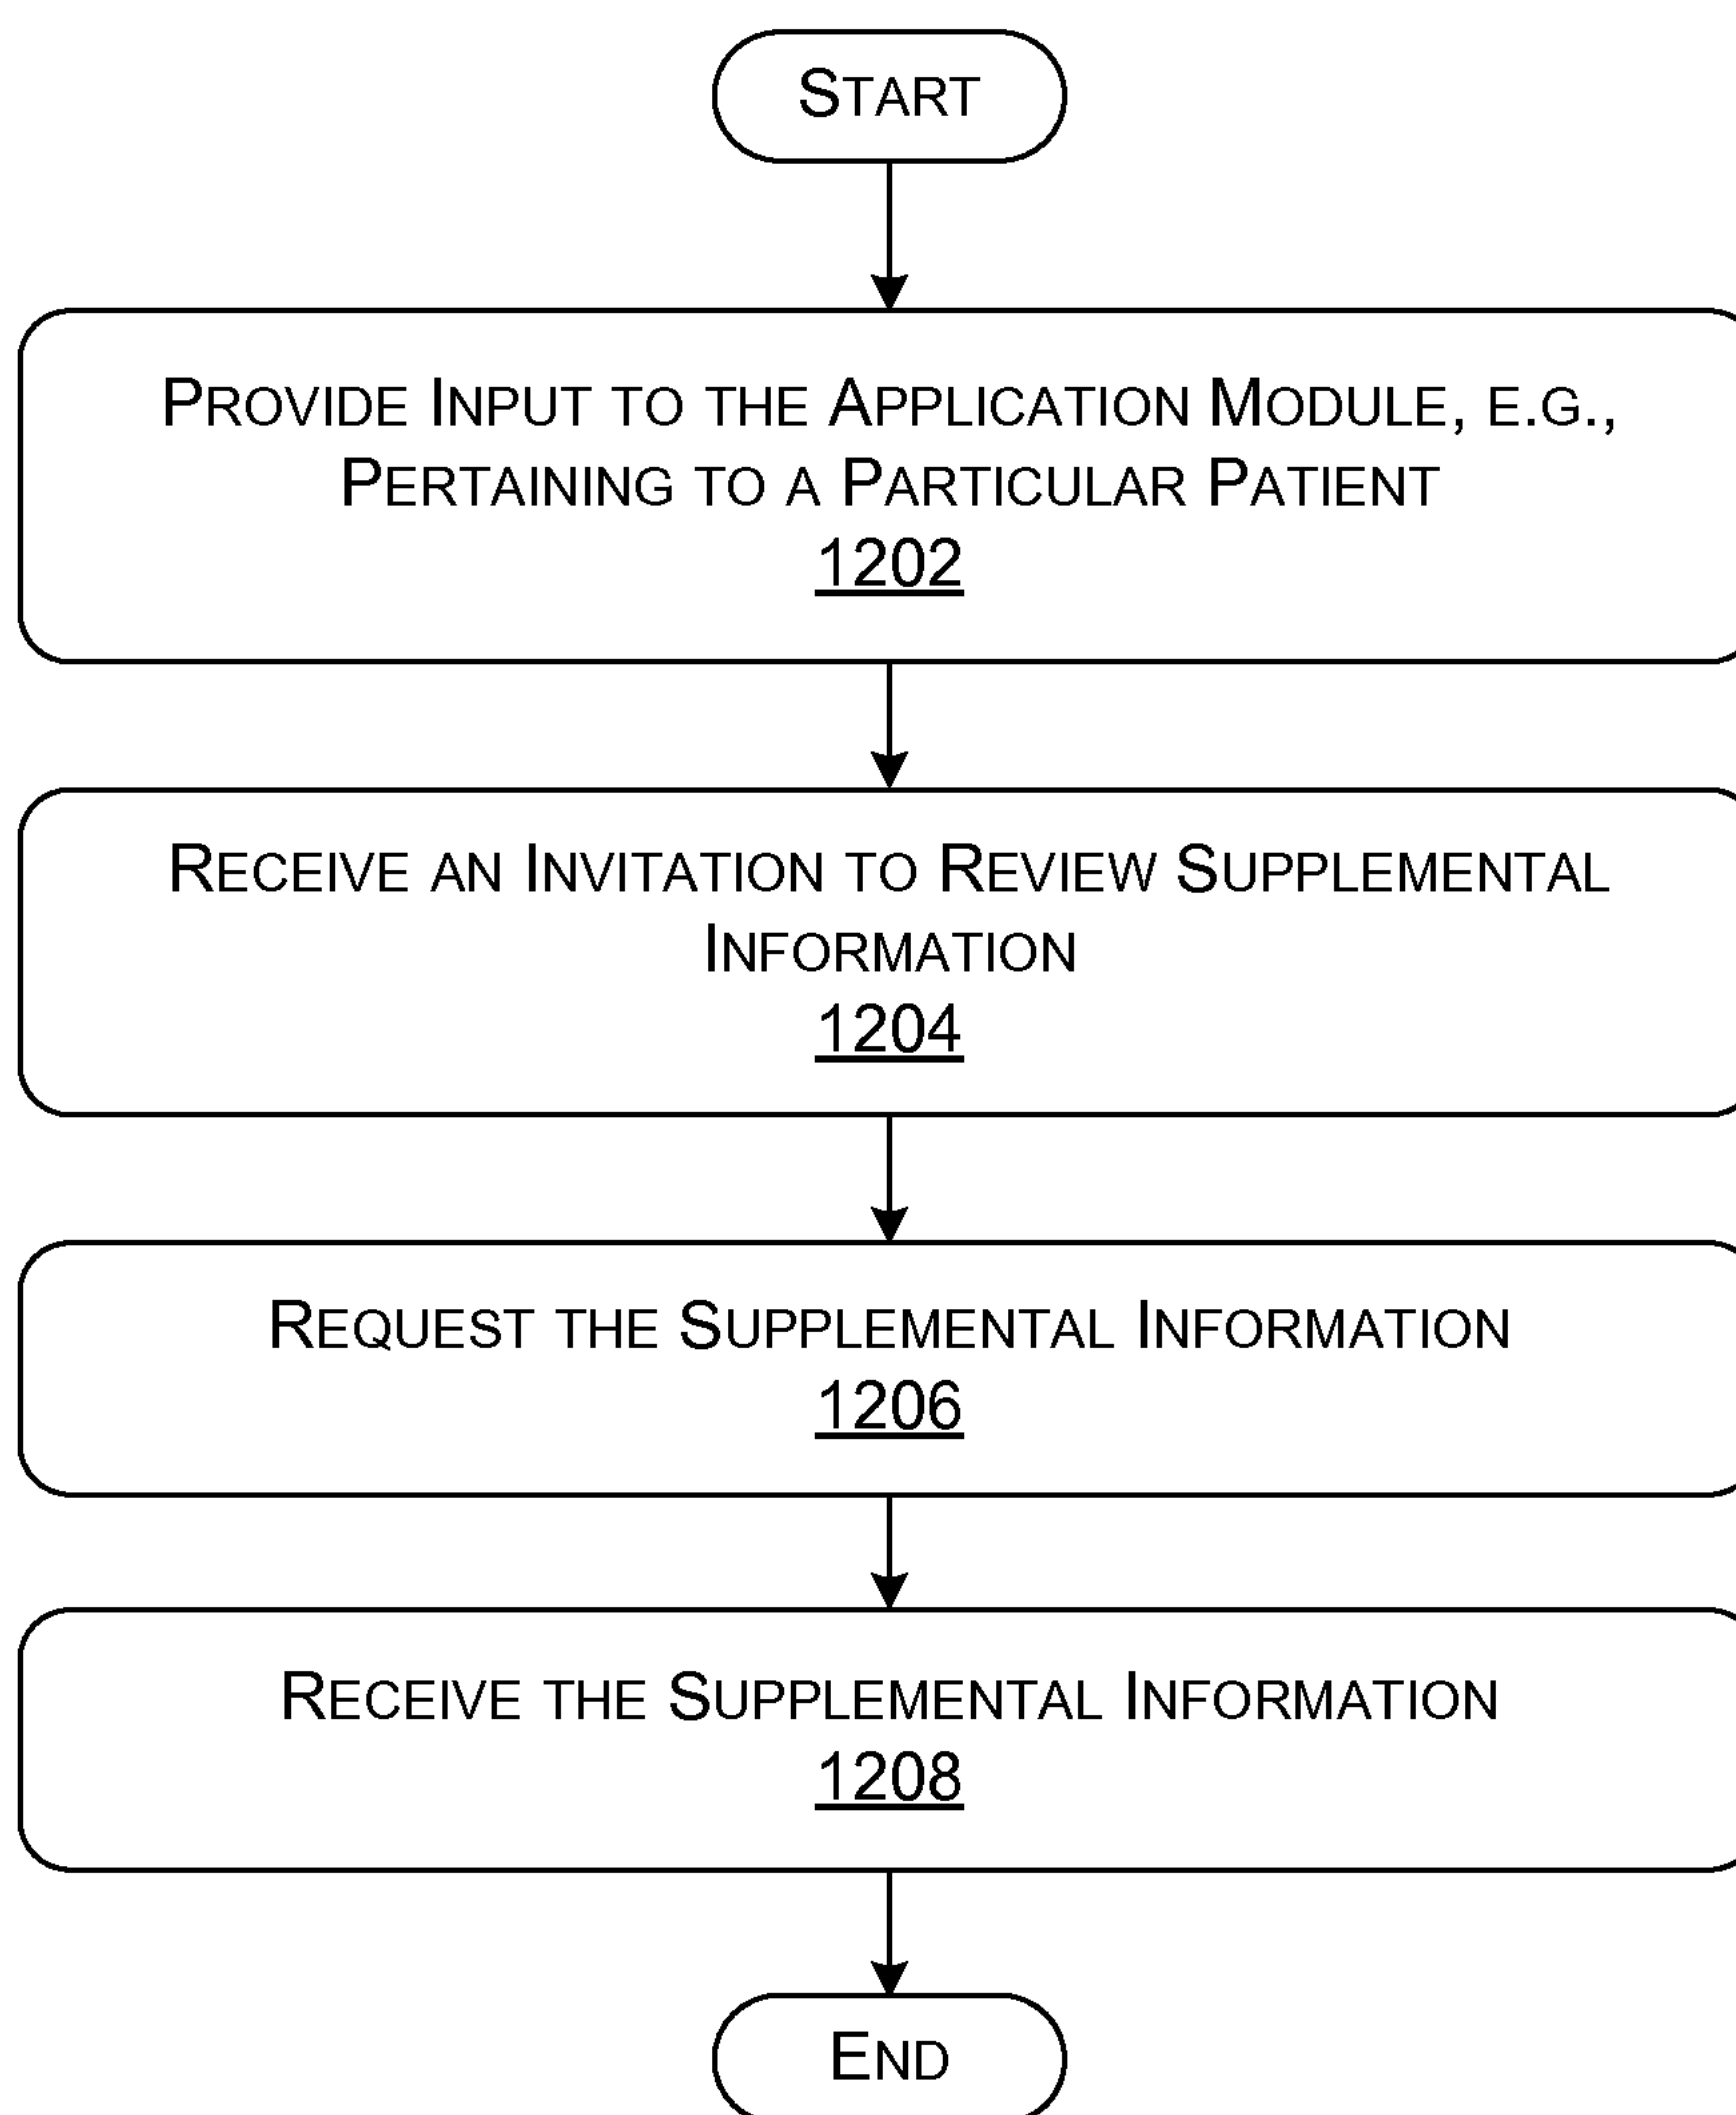 START
PROVIDE INPUT TO THE APPLICATION MODULE, E.G.,
PERTAINING TO A PARTICULAR PATIENT
1202
RECEIVE AN INVITATION TO REVIEW SUPPLEMENTAL
INFORMATION
1204
REQUEST THE SUPPLEMENTAL INFORMATION
1206
RECEIVE THE SUPPLEMENTAL INFORMATION
1208
END